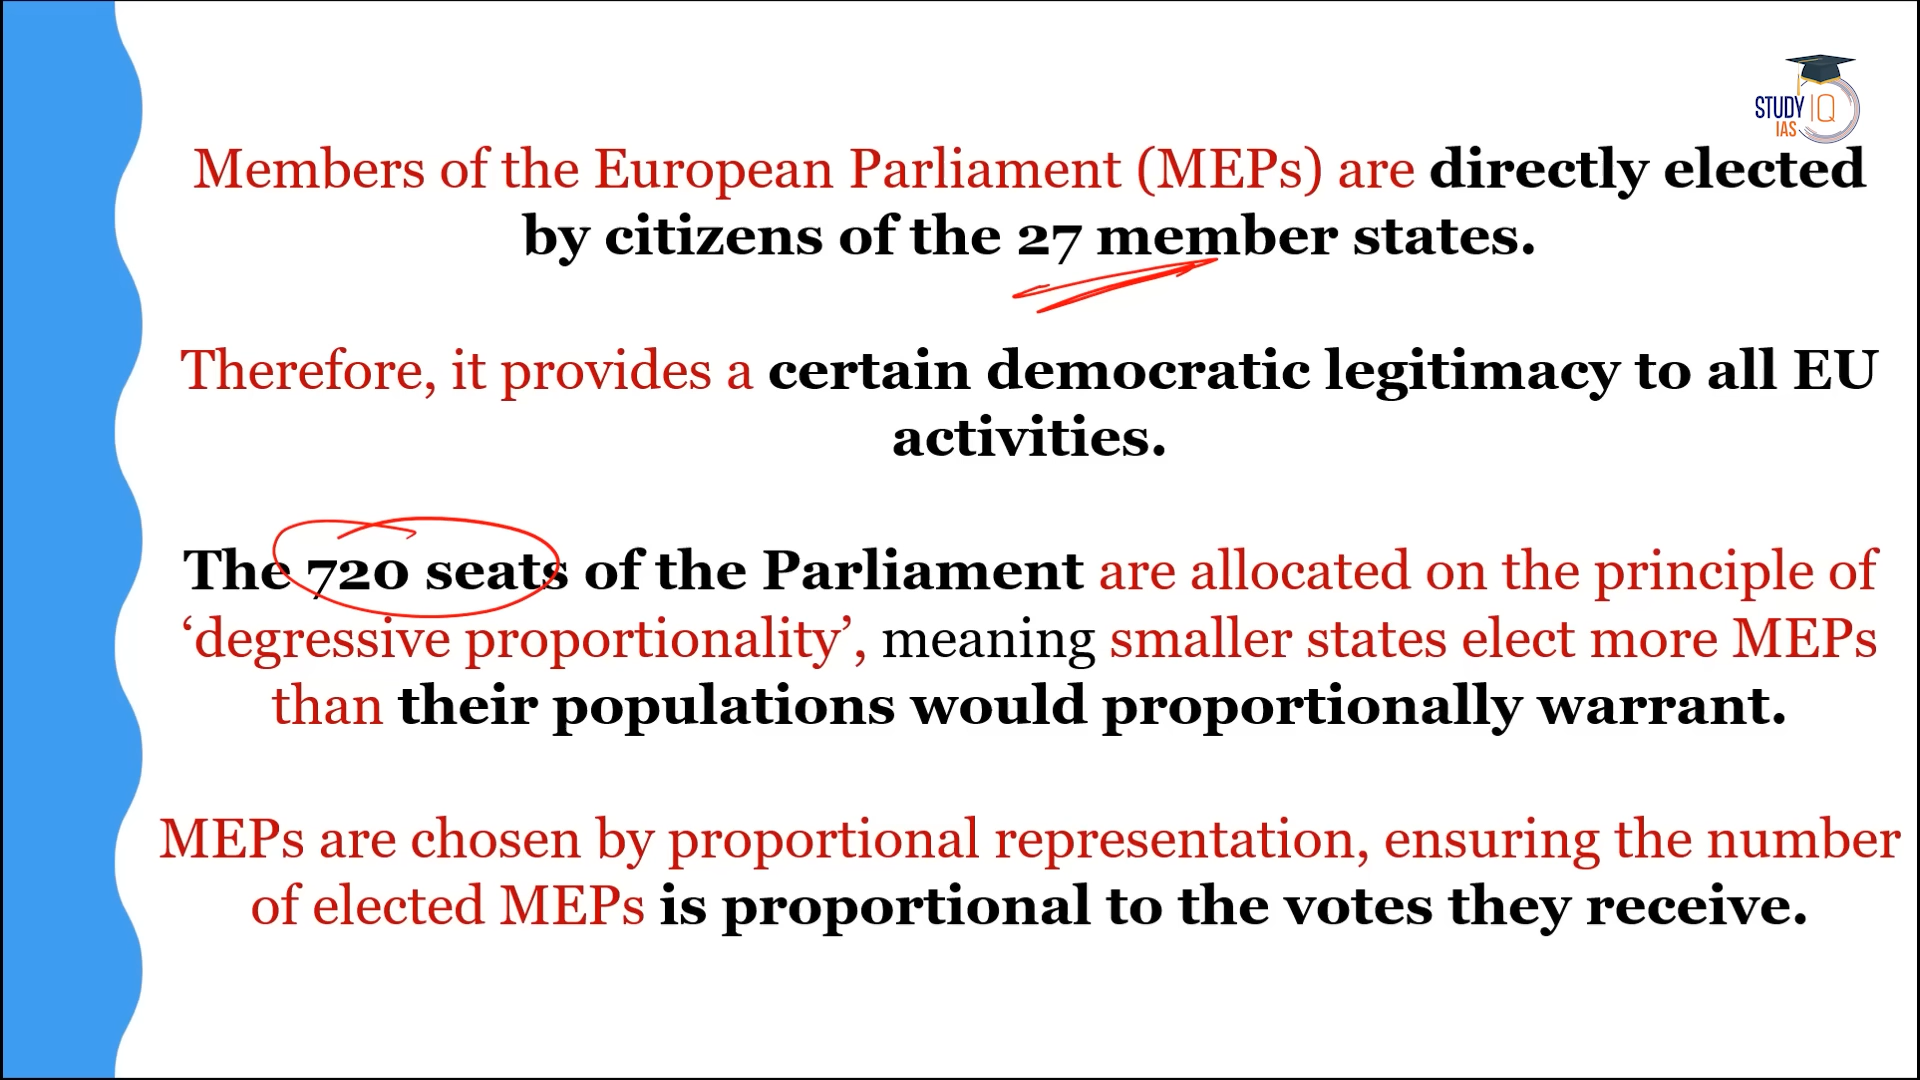 STUDY IQ
IAS
Members of the European Parliament (MEPs) are directly elected
by citizens of the 27 member states.
Therefore, it provides a certain democratic legitimacy to all EU
activities.
The 720 seats of the Parliament are allocated on the principle of
‘degressive proportionality’, meaning smaller states elect more MEPs
than their populations would proportionally warrant.
MEPs are chosen by proportional representation, ensuring the number
of elected MEPs is proportional to the votes they receive.